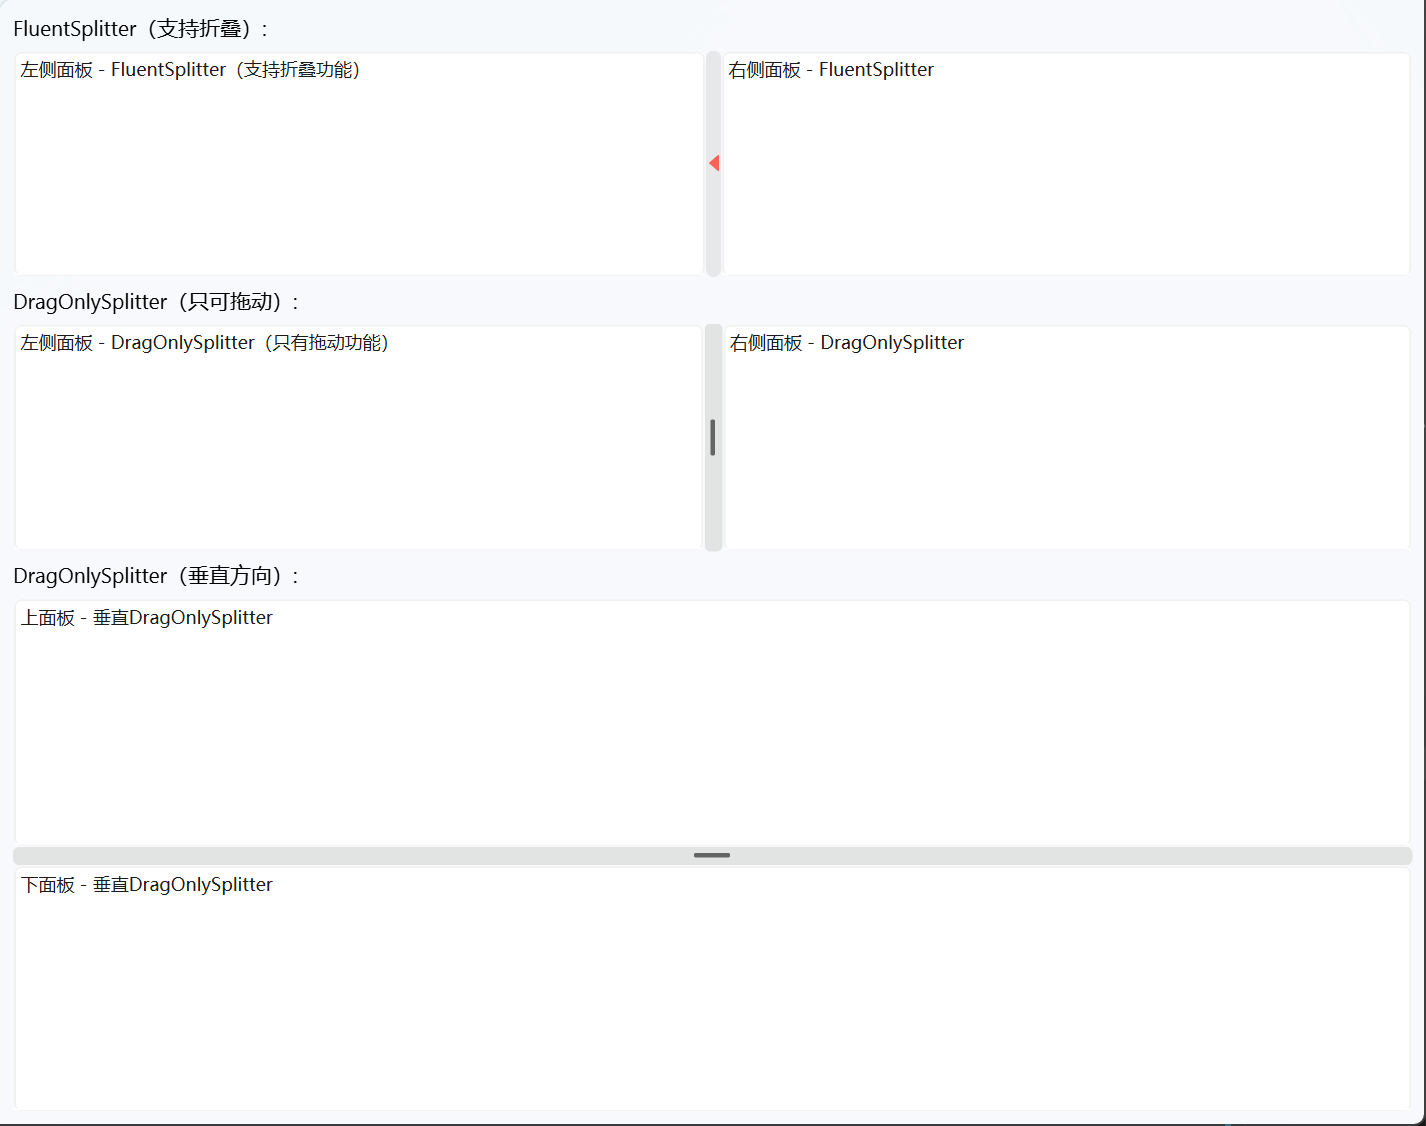 FluentSplitter（支持折叠）:
左侧面板 - FluentSplitter（支持折叠功能）
右侧面板 - FluentSplitter
DragOnlySplitter（只可拖动）:
左侧面板 - DragOnlySplitter（只有拖动功能）
右侧面板 - DragOnlySplitter
DragOnlySplitter（垂直方向）:
上面板 - 垂直DragOnlySplitter
下面板 - 垂直DragOnlySplitter